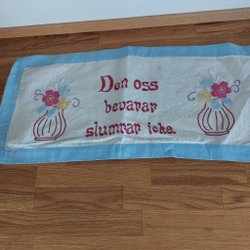 Den oss
bevarar
slumrar icke.